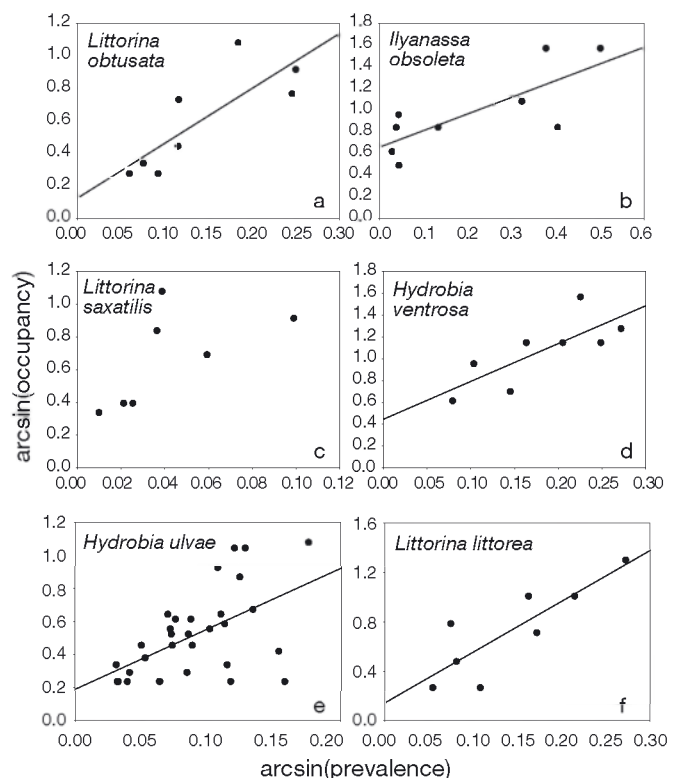 1.2
1.0
0.8
0.6
0.4
0.2
0.0
Littorina
obtusata
a
0.00 0.05 0.10 0.15 0.20 0.25 0.30
1.8
1.6
1.4
1.2
1.0
0.8
0.6
0.4
0.2
0.0
Ilyanassa
obsoleta
b
0.0 0.1 0.2 0.3 0.4 0.5 0.6
arcsin(occupancy)
1.2
1.0
0.8
0.6
0.4
0.2
0.0
Littorina
saxatilis
c
0.00 0.02 0.04 0.06 0.08 0.10 0.12
1.8
1.6
1.4
1.2
1.0
0.8
0.6
0.4
0.2
0.0
Hydrobia
ventrosa
d
0.00 0.05 0.10 0.15 0.20 0.25 0.30
1.2
1.0
0.8
0.6
0.4
0.2
0.0
Hydrobia ulvae
e
0.00 0.05 0.10 0.15 0.20
1.6
1.2
0.8
0.4
0.0
Littorina littorea
f
0.00 0.05 0.10 0.15 0.20 0.25 0.30
arcsin(prevalence)